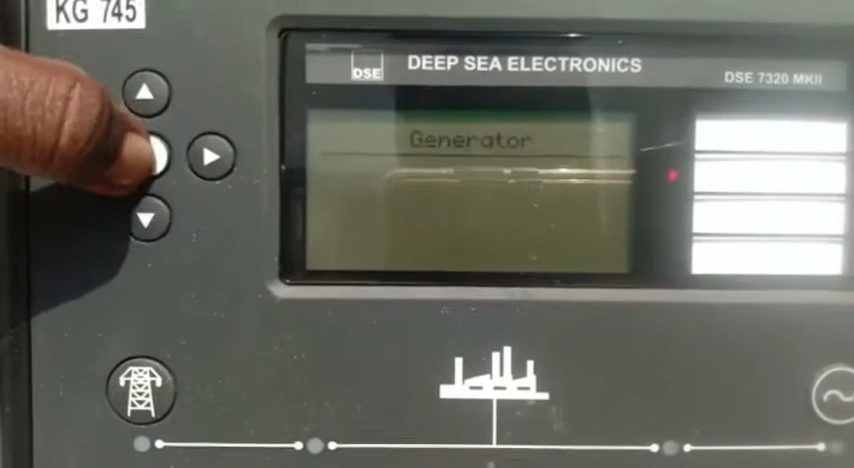 KG 745
DSE DEEP SEA ELECTRONICS
DSE 7320 MKII
Generator